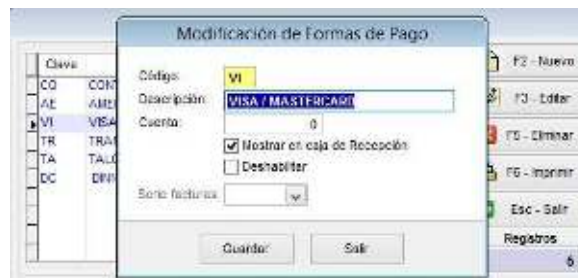 Modificación de Formas de Pago
Clave
CO
AE
VI VISA
TR
TA
DC
Código: VI
Descripción: VISA / MASTERCARD
Cuenta: 0
Mostrar en caja de Recepción
Deshabilitar
Serie facturas:
Guardar Salir
F2 - Nuevo
F3 - Editar
F5 - Eliminar
F6 - Imprimir
Esc - Salir
Registros
6